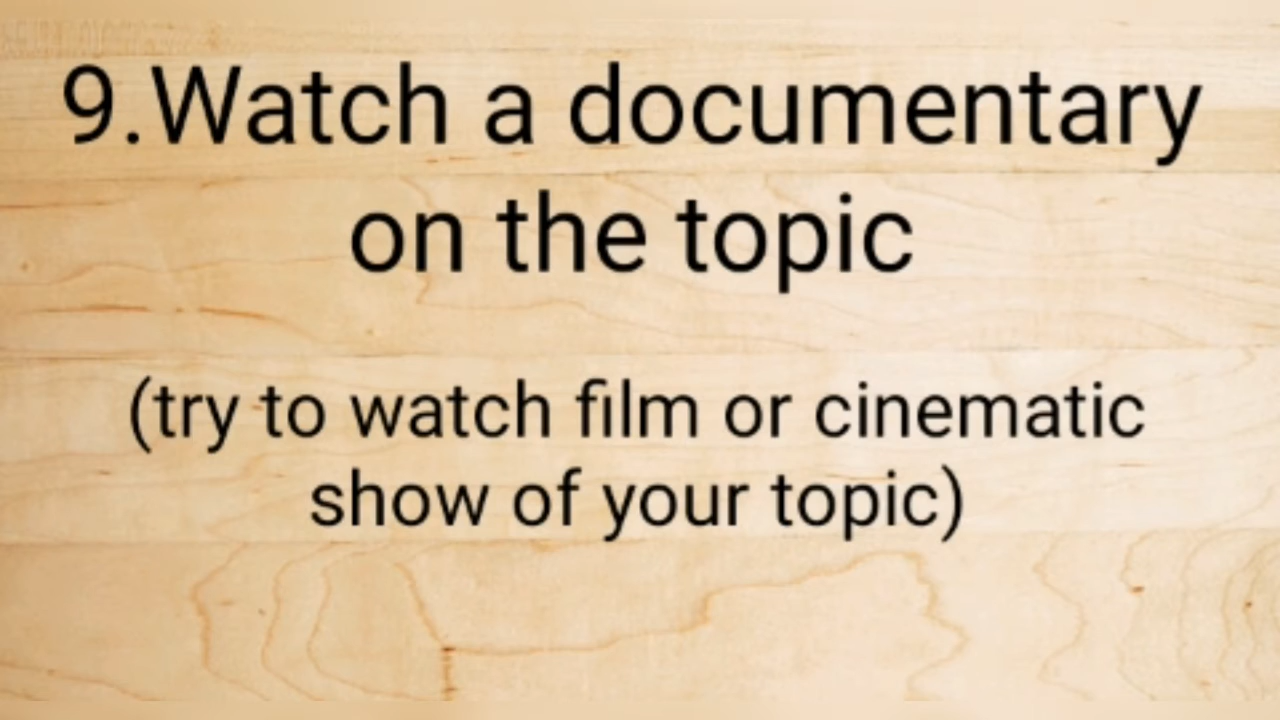 9.Watch a documentary
on the topic
(try to watch film or cinematic
show of your topic)